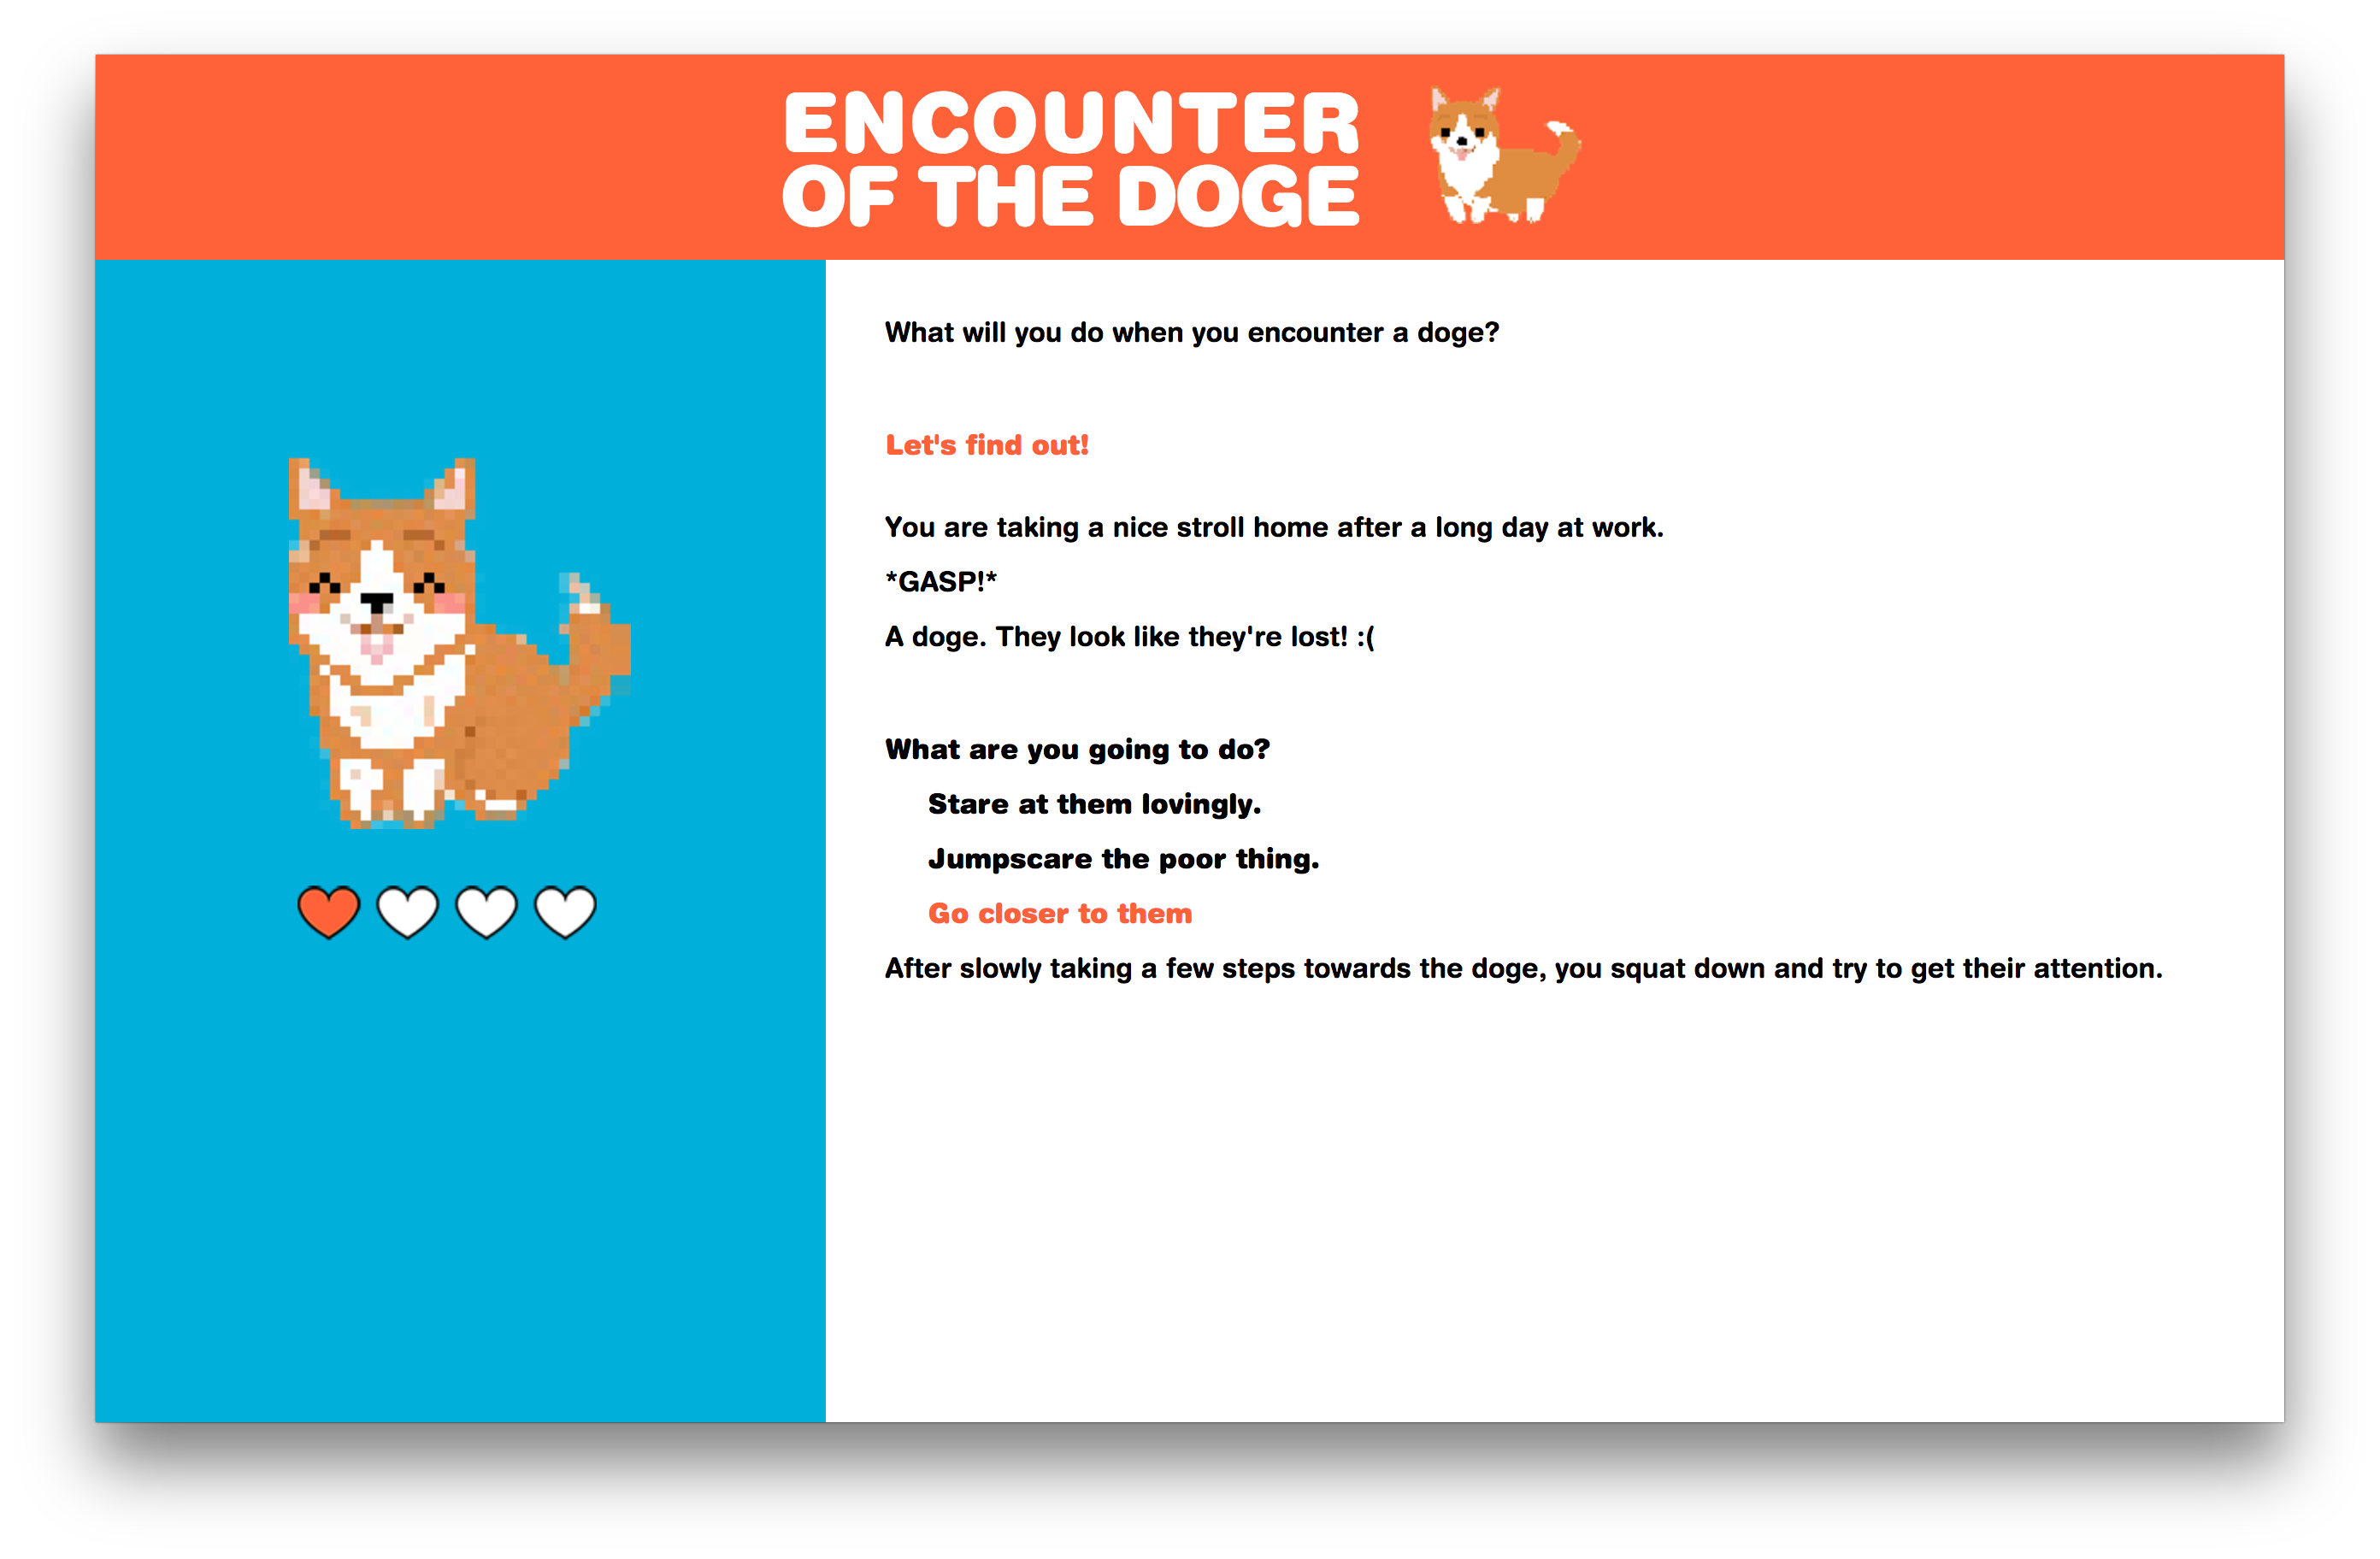 ENCOUNTER
OF THE DOGE
What will you do when you encounter a doge?
Let's find out!
You are taking a nice stroll home after a long day at work.
*GASP!*
A doge. They look like they're lost! :(
What are you going to do?
Stare at them lovingly.
Jumpscare the poor thing.
Go closer to them
After slowly taking a few steps towards the doge, you squat down and try to get their attention.